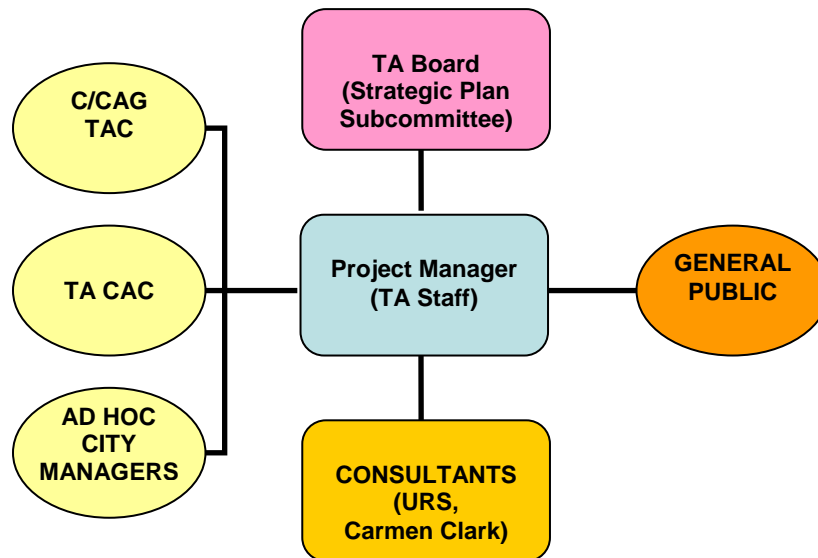 TA Board
(Strategic Plan
Subcommittee)
C/CAG
TAC
TA CAC
AD HOC
CITY
MANAGERS
Project Manager
(TA Staff)
GENERAL
PUBLIC
CONSULTANTS
(URS,
Carmen Clark)